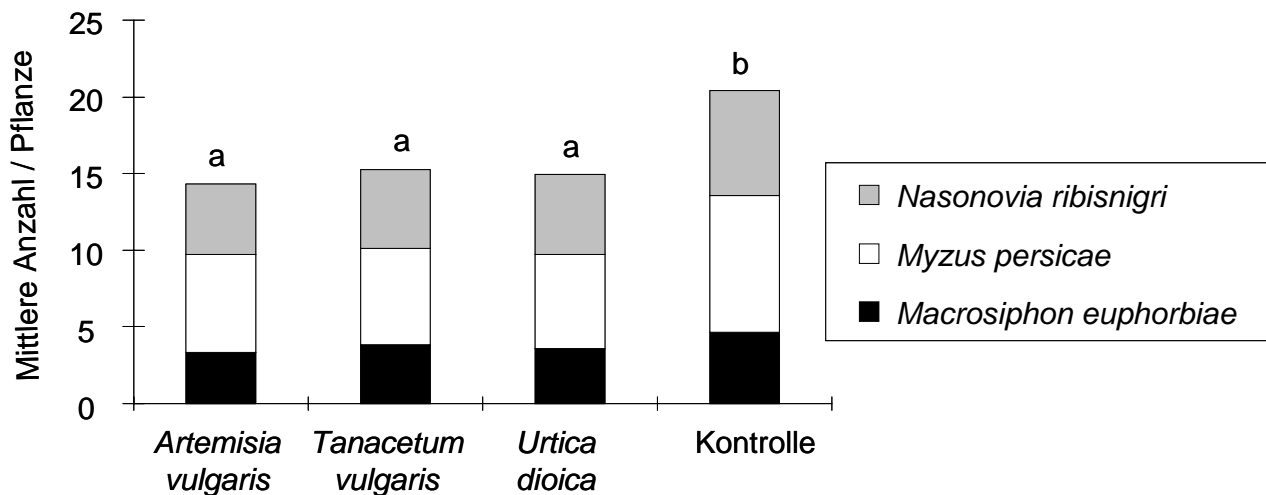 Mittlere Anzahl / Pflanze
25
20
15
10
5
0
a
a
a
b
Artemisia
vulgaris
Tanacetum
vulgaris
Urtica
dioica
Kontrolle
Nasonovia ribisnigri
Myzus persicae
Macrosiphon euphorbiae